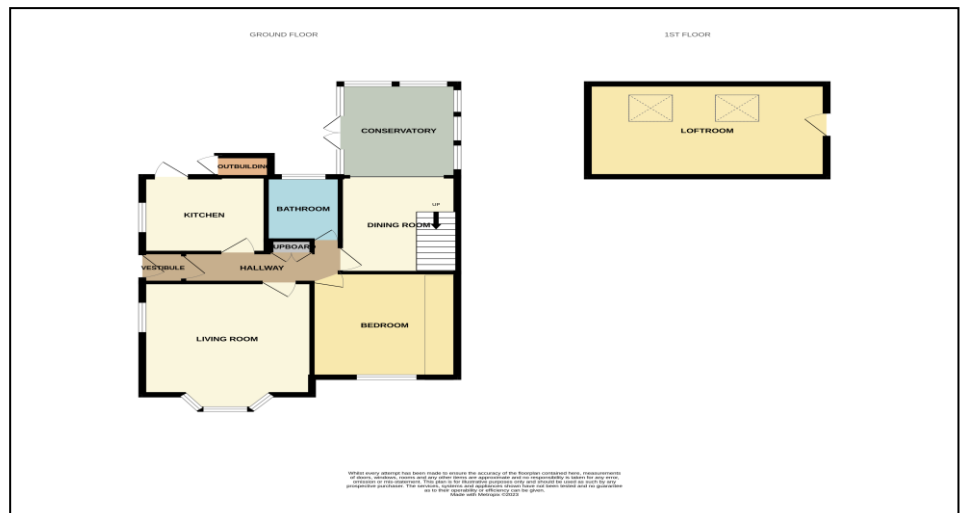 GROUND FLOOR
1ST FLOOR
CONSERVATORY
LOFTROOM
OUTBUILDING
KITCHEN
BATHROOM
UP
DINING ROOM
UPBOARD
VESTIBULE
HALLWAY
LIVING ROOM
BEDROOM
Whilst every attempt has been made to ensure the accuracy of the floorplan contained here, measurements
of doors, windows, rooms and any other items are approximate and no responsibility is taken for any error,
omission or mis-statement. This plan is for illustrative purposes only and should be used as such by any
prospective purchaser. The services, systems and appliances shown have not been tested and no guarantee
as to their operability or efficiency can be given.
Made with Metropix ©2023